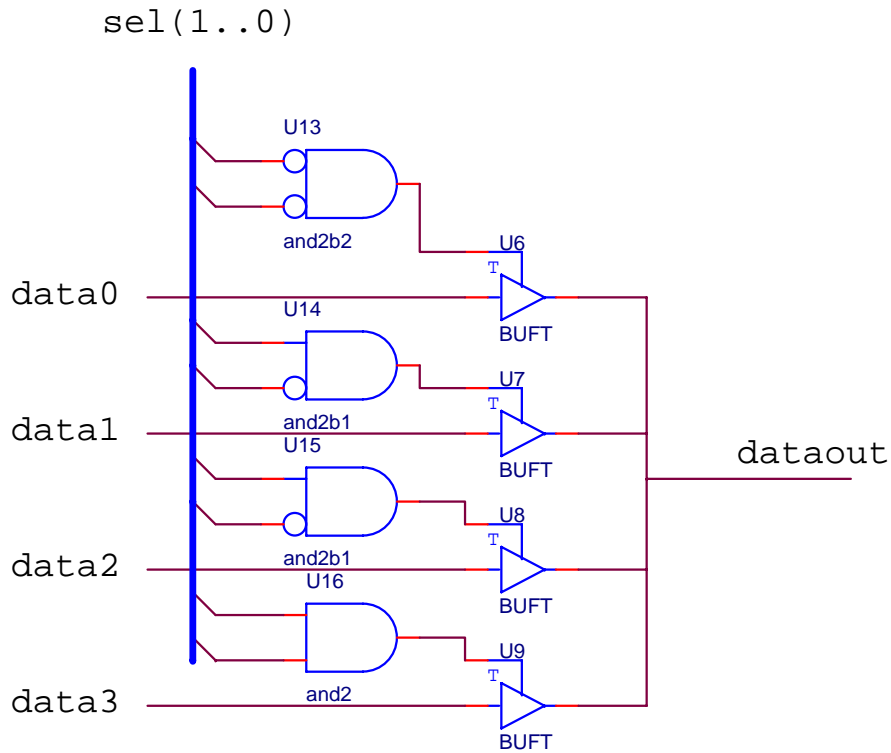 sel(1..0)
U13
and2b2
U6
T
data0
U14
BUFT
U7
T
and2b1
data1
U15
BUFT
dataout
U8
T
and2b1
data2
U16
BUFT
U9
T
and2
data3
BUFT